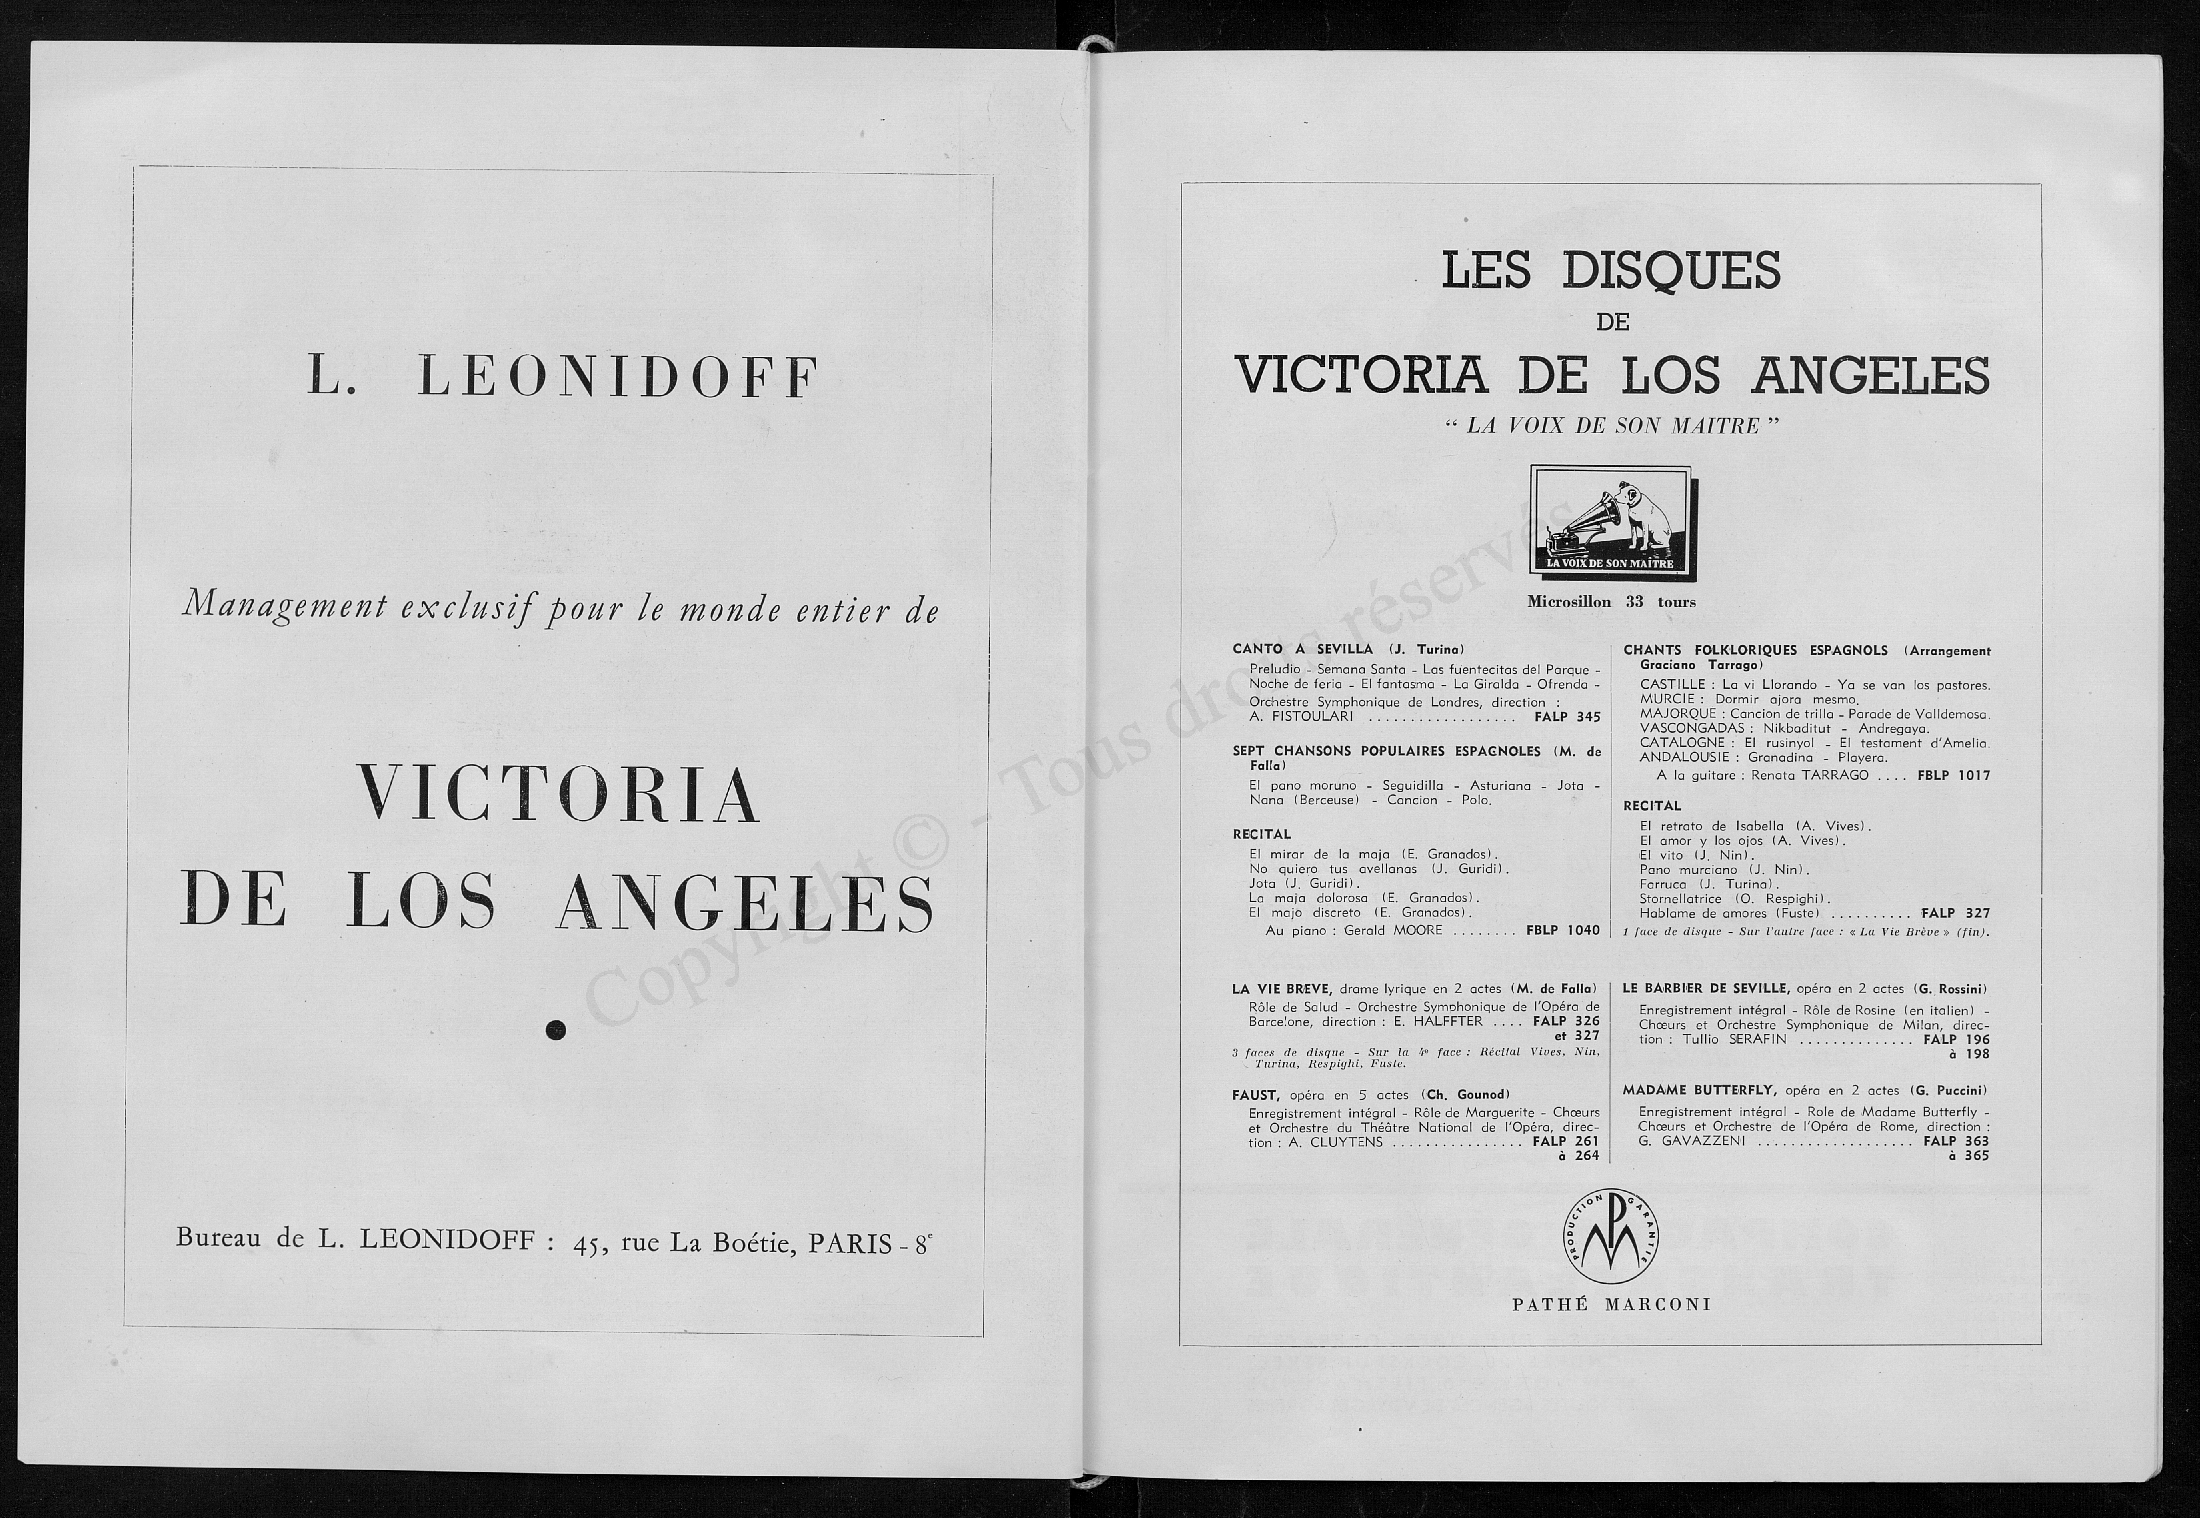 L. LEONIDOFF
Management exclusif pour le monde entier de
VICTORIA
DE LOS ANGELES
Bureau de L. LEONIDOFF : 45, rue La Boétie, PARIS - 8e
LES DISQUES
DE
VICTORIA DE LOS ANGELES
“ LA VOIX DE SON MAITRE ”
LA VOIX DE SON MAÎTRE
Microsillon 33 tours
CANTO A SEVILLA (J. Turina)
Preludio - Semana Santa - Las fuentecitas del Parque -
Noche de feria - El fantasma - La Giralda - Ofrenda -
Orchestre Symphonique de Londres, direction :
A. FISTOULARI .................. FALP 345
SEPT CHANSONS POPULAIRES ESPAGNOLES (M. de
Falla)
El pano moruno - Seguidilla - Asturiana - Jota -
Nana (Berceuse) - Cancion - Polo.
RECITAL
El mirar de la maja (E. Granados).
No quiero tus avellanas (J. Guridi).
Jota (J. Guridi).
La maja dolorosa (E. Granados).
El majo discreto (E. Granados).
Au piano : Gerald MOORE ........ FBLP 1040
CHANTS FOLKLORIQUES ESPAGNOLS (Arrangement
Graciano Tarrago)
CASTILLE : La vi Llorando - Ya se van los pastores.
MURCIE : Dormir ajora mesmo.
MAJORQUE : Cancion de trilla - Parade de Valldemosa.
VASCONGADAS : Nikbaditut - Andregaya.
CATALOGNE : El rusinyol - El testament d'Amelia.
ANDALOUSIE : Granadina - Playera.
A la guitare : Renata TARRAGO .... FBLP 1017
RECITAL
El retrato de Isabella (A. Vives).
El amor y los ojos (A. Vives).
El vito (J. Nin).
Pano murciano (J. Nin).
Farruca (J. Turina).
Stornellatrice (O. Respighi).
Hablame de amores (Fuste) .......... FALP 327
1 face de disque - Sur l'autre face : « La Vie Brève » (fin).
LA VIE BREVE, drame lyrique en 2 actes (M. de Falla)
Rôle de Salud - Orchestre Symphonique de l'Opéra de
Barcelone, direction : E. HALFFTER .... FALP 326
et 327
3 faces de disque - Sur la 4e face : Récital Vives, Nin,
Turina, Respighi, Fuste.
FAUST, opéra en 5 actes (Ch. Gounod)
Enregistrement intégral - Rôle de Marguerite - Chœurs
et Orchestre du Théâtre National de l'Opéra, direc-
tion : A. CLUYTENS ................ FALP 261
à 264
LE BARBIER DE SEVILLE, opéra en 2 actes (G. Rossini)
Enregistrement intégral - Rôle de Rosine (en italien) -
Chœurs et Orchestre Symphonique de Milan, direc-
tion : Tullio SERAFIN .............. FALP 196
à 198
MADAME BUTTERFLY, opéra en 2 actes (G. Puccini)
Enregistrement intégral - Role de Madame Butterfly -
Chœurs et Orchestre de l'Opéra de Rome, direction :
G. GAVAZZENI ................... FALP 363
à 365
PRODUCTION GARANTIE
PM
PATHÉ MARCONI
Copyright © - Tous droits réservés